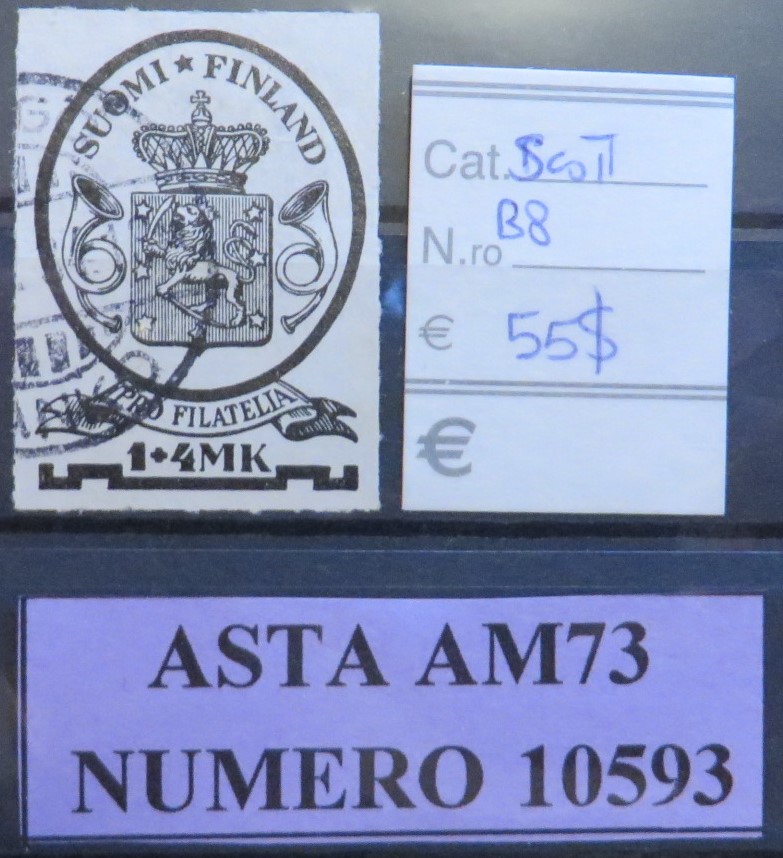 SUOMI ★ FINLAND
PRO FILATELIA
1+4MK
Cat. Scott
N.ro B8
€ 55$
€
ASTA AM73
NUMERO 10593